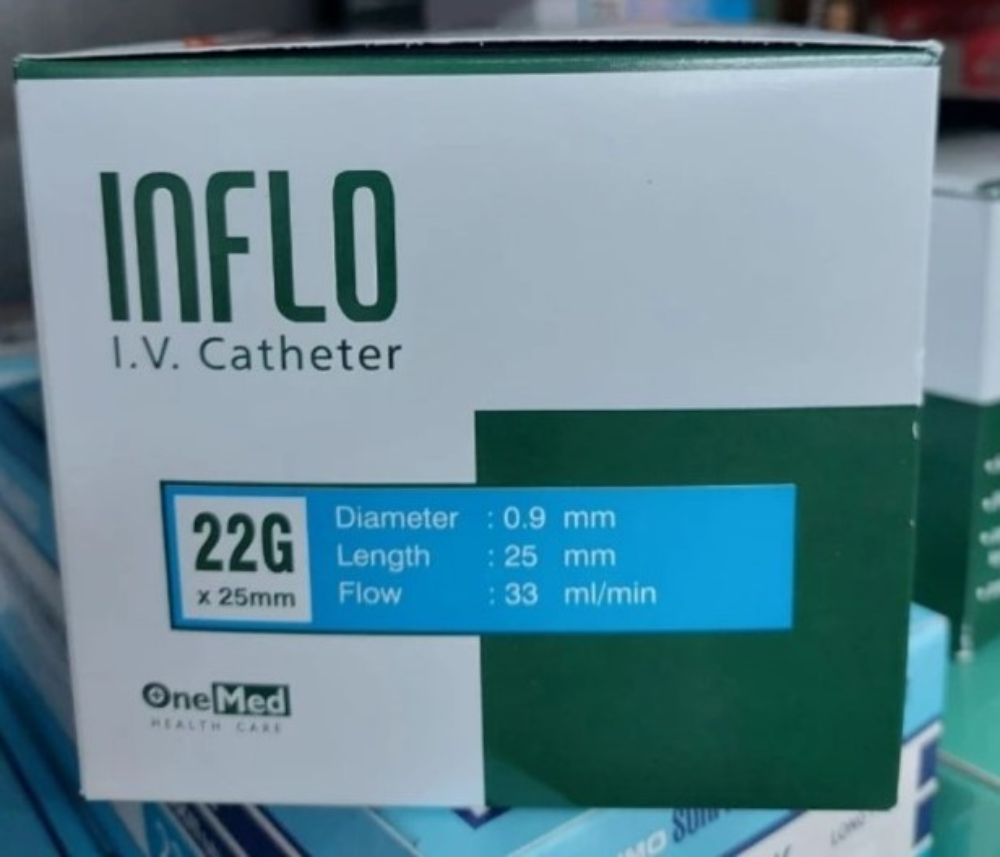 INFLO
I.V. Catheter
22G
x 25mm
Diameter : 0.9 mm
Length : 25 mm
Flow : 33 ml/min
OneMed
HEALTH CARE